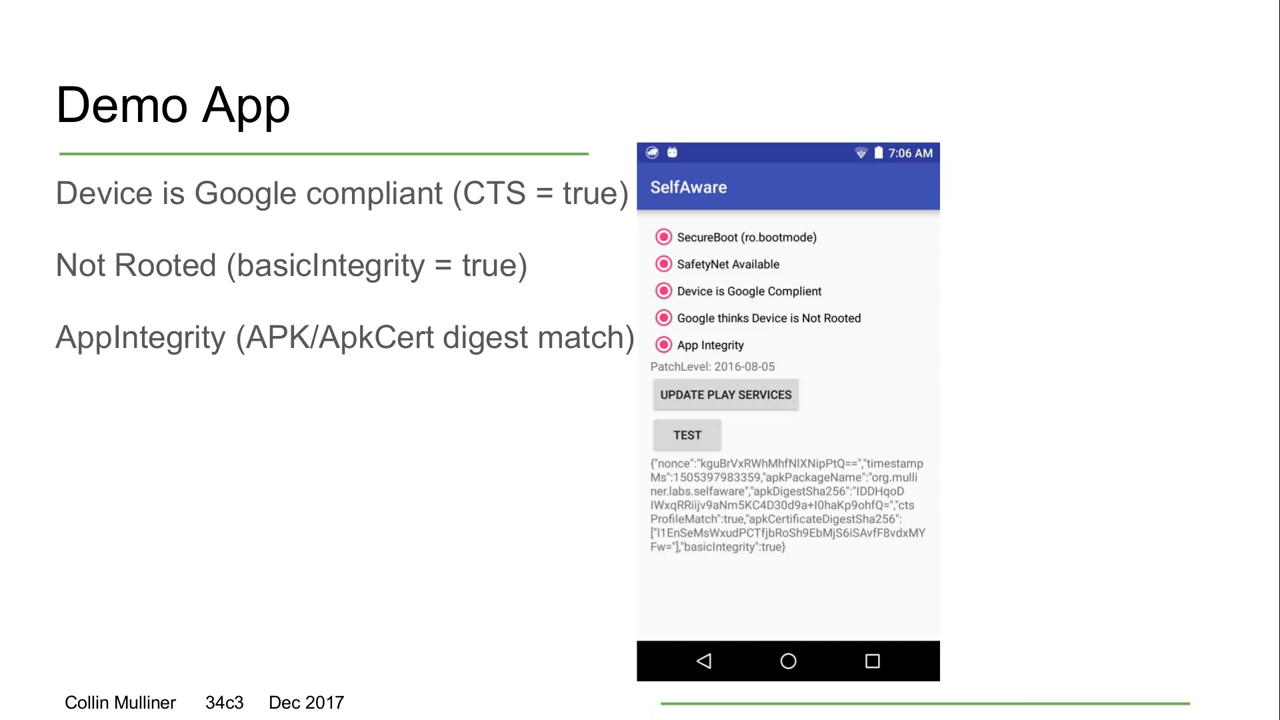 Demo App
Device is Google compliant (CTS = true)
Not Rooted (basicIntegrity = true)
AppIntegrity (APK/ApkCert digest match)
7:06 AM
SelfAware
SecureBoot (ro.bootmode)
SafetyNet Available
Device is Google Complient
Google thinks Device is Not Rooted
App Integrity
PatchLevel: 2016-08-05
UPDATE PLAY SERVICES
TEST
{"nonce":"kguBrVxRWhMhfNlXNipPtQ==","timestamp
Ms":1505397983359,"apkPackageName":"org.mulli
ner.labs.selfaware","apkDigestSha256":"IDDHqoD
IWxqRRiijv9aNm5KC4D30d9a+I0haKp9ohfQ=","cts
ProfileMatch":true,"apkCertificateDigestSha256":
["I1EnSeMsWxudPCTfjbRoSh9EbMjS6iSAvfF8vdxMY
Fw="],"basicIntegrity":true}
Collin Mulliner 34c3 Dec 2017